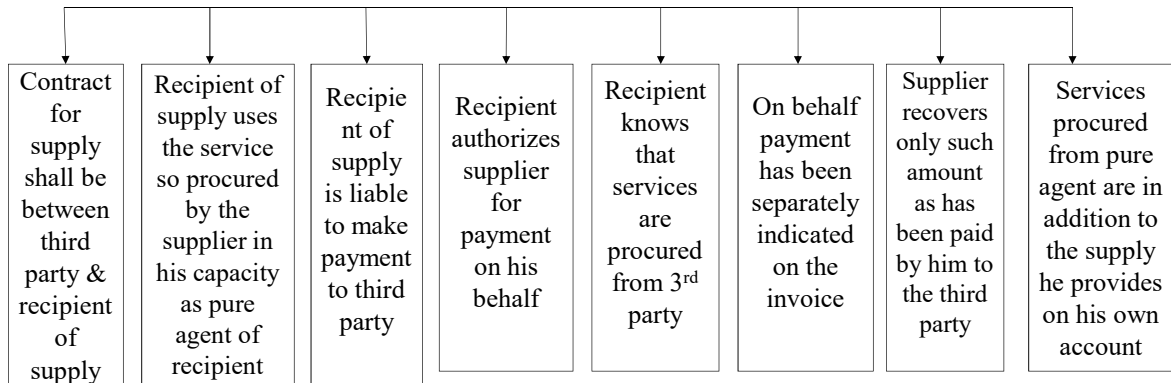 Contract
for
supply
shall be
between
third
party &
recipient
of
supply
Recipient of
supply uses
the service
so procured
by the
supplier in
his capacity
as pure
agent of
recipient
Recipie
nt of
supply
is liable
to make
payment
to third
party
Recipient
authorizes
supplier
for
payment
on his
behalf
Recipient
knows
that
services
are
procured
from 3rd
party
On behalf
payment
has been
separately
indicated
on the
invoice
Supplier
recovers
only such
amount
as has
been paid
by him to
the third
party
Services
procured
from pure
agent are in
addition to
the supply
he provides
on his own
account